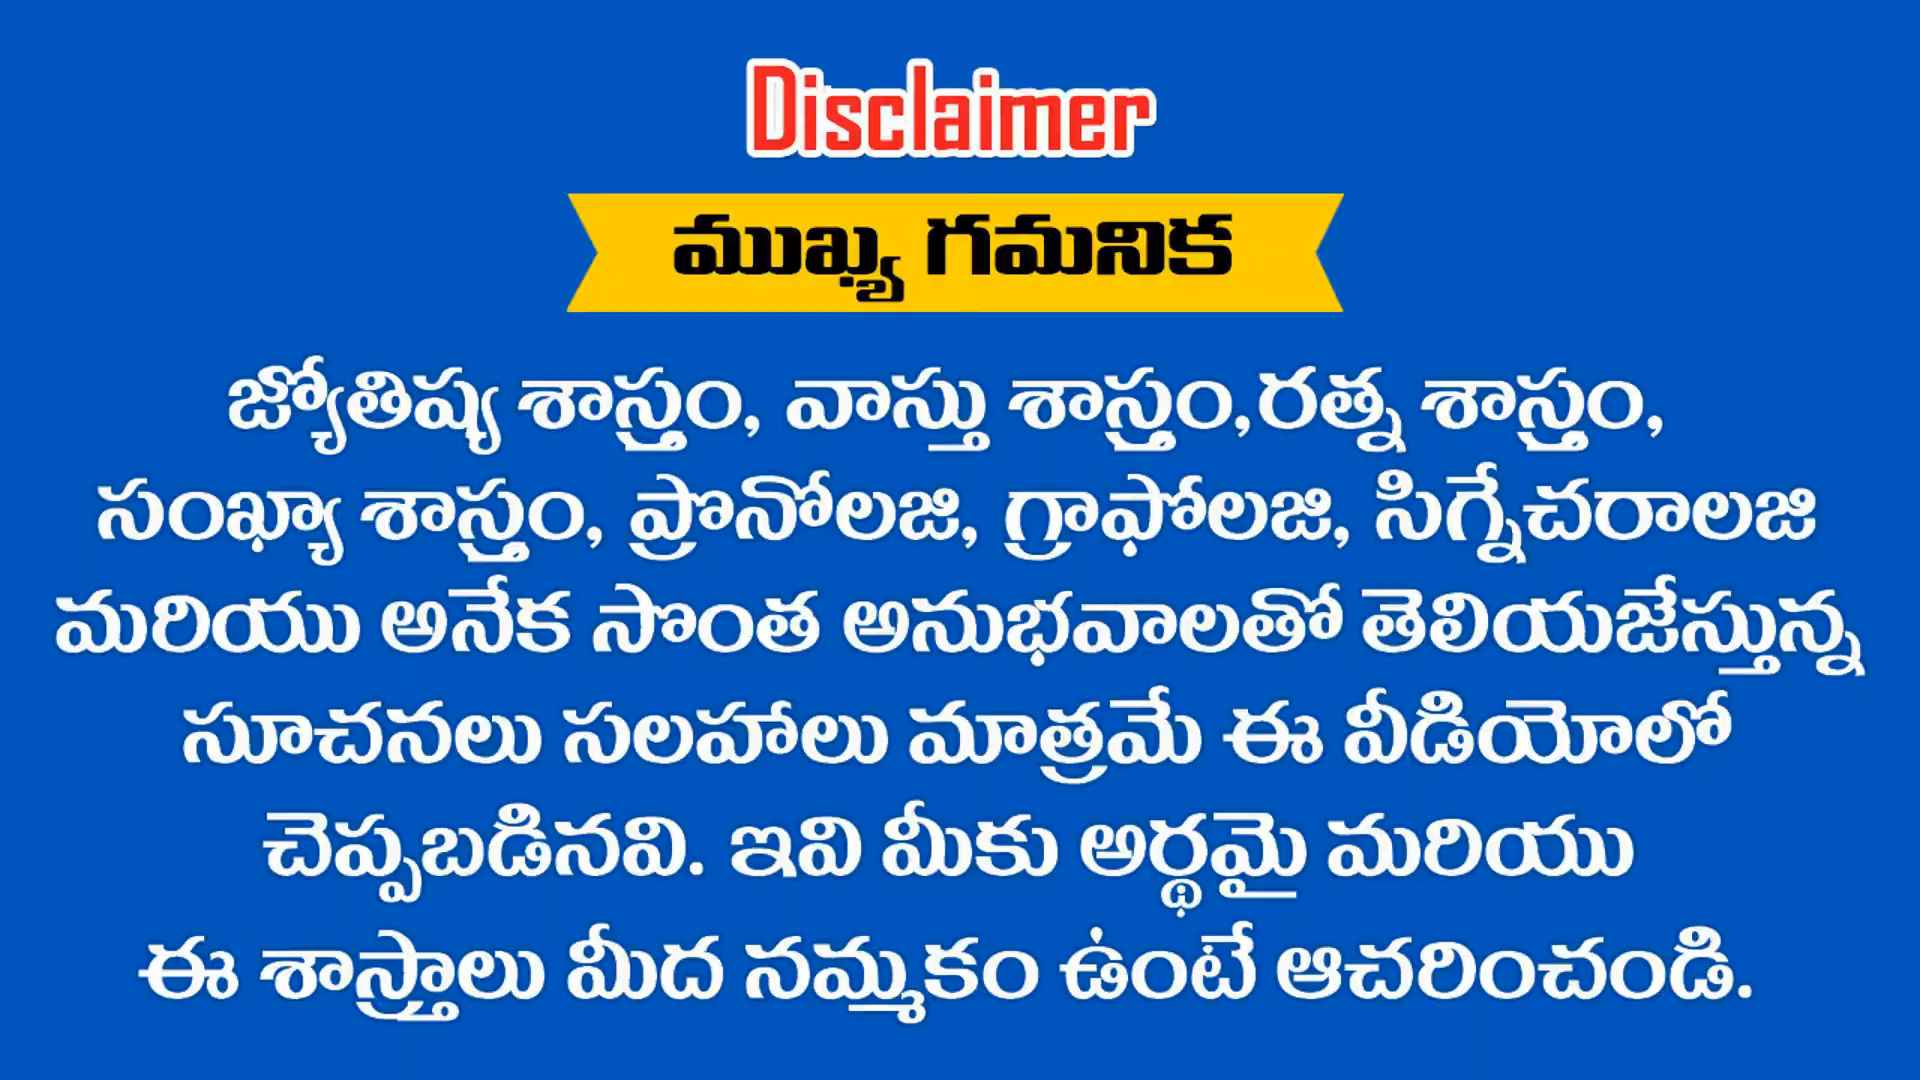 Disclaimer
ముఖ్య గమనిక
జ్యోతిష్య శాస్త్రం, వాస్తు శాస్త్రం,రత్న శాస్త్రం,
సంఖ్యా శాస్త్రం, ప్రొనోలజి, గ్రాఫోలజి, సిగ్నేచరాలజి
మరియు అనేక సొంత అనుభవాలతో తెలియజేస్తున్న
సూచనలు సలహాలు మాత్రమే ఈ వీడియోలో
చెప్పబడినవి. ఇవి మీకు అర్థమై మరియు
ఈ శాస్త్రాలు మీద నమ్మకం ఉంటే ఆచరించండి.